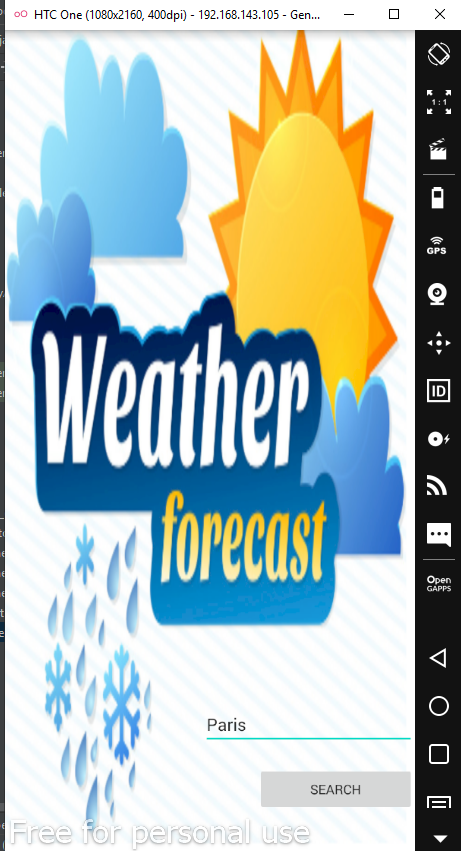 HTC One (1080x2160, 400dpi) - 192.168.143.105 - Gen...
1 : 1
GPS
Weather
ID
forecast
Open
GAPPS
Paris
SEARCH
Free for personal use